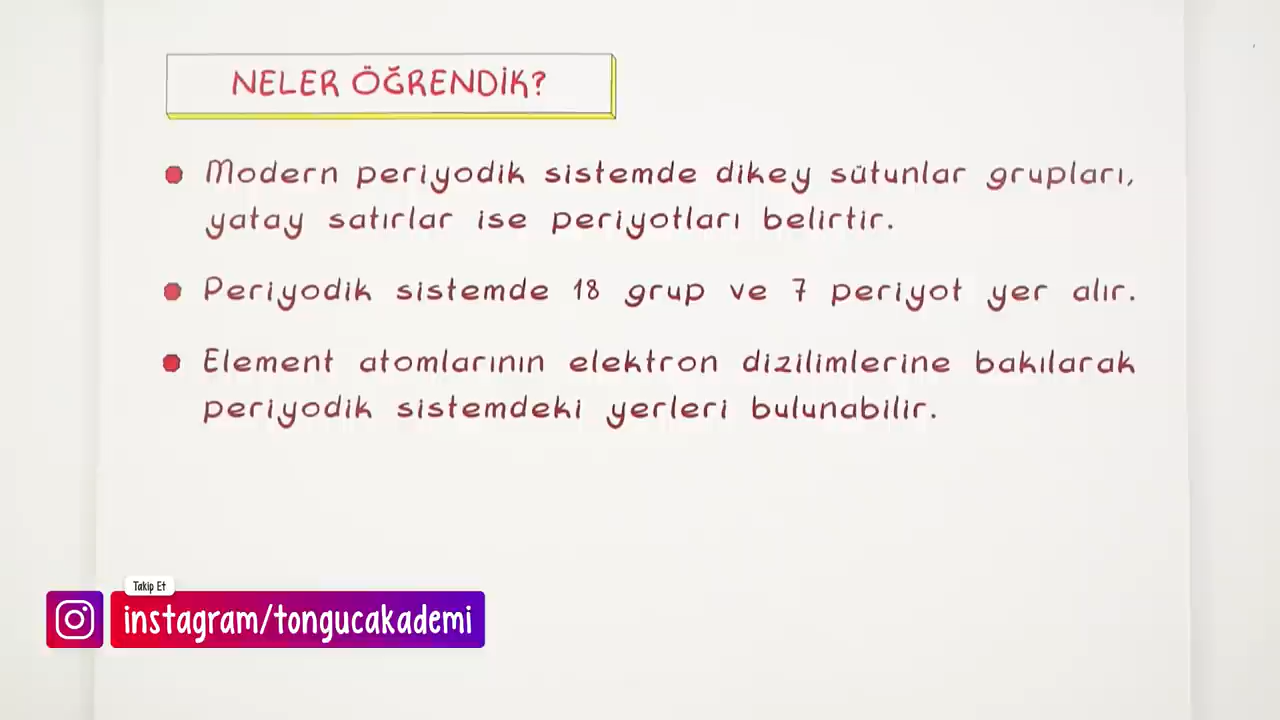 NELER ÖĞRENDİK?
Modern periyodik sistemde dikey sütunlar grupları,
yatay satırlar ise periyotları belirtir.
Periyodik sistemde 18 grup ve 7 periyot yer alır.
Element atomlarının elektron dizilimlerine bakılarak
periyodik sistemdeki yerleri bulunabilir.
Takip Et
instagram/tongucakademi